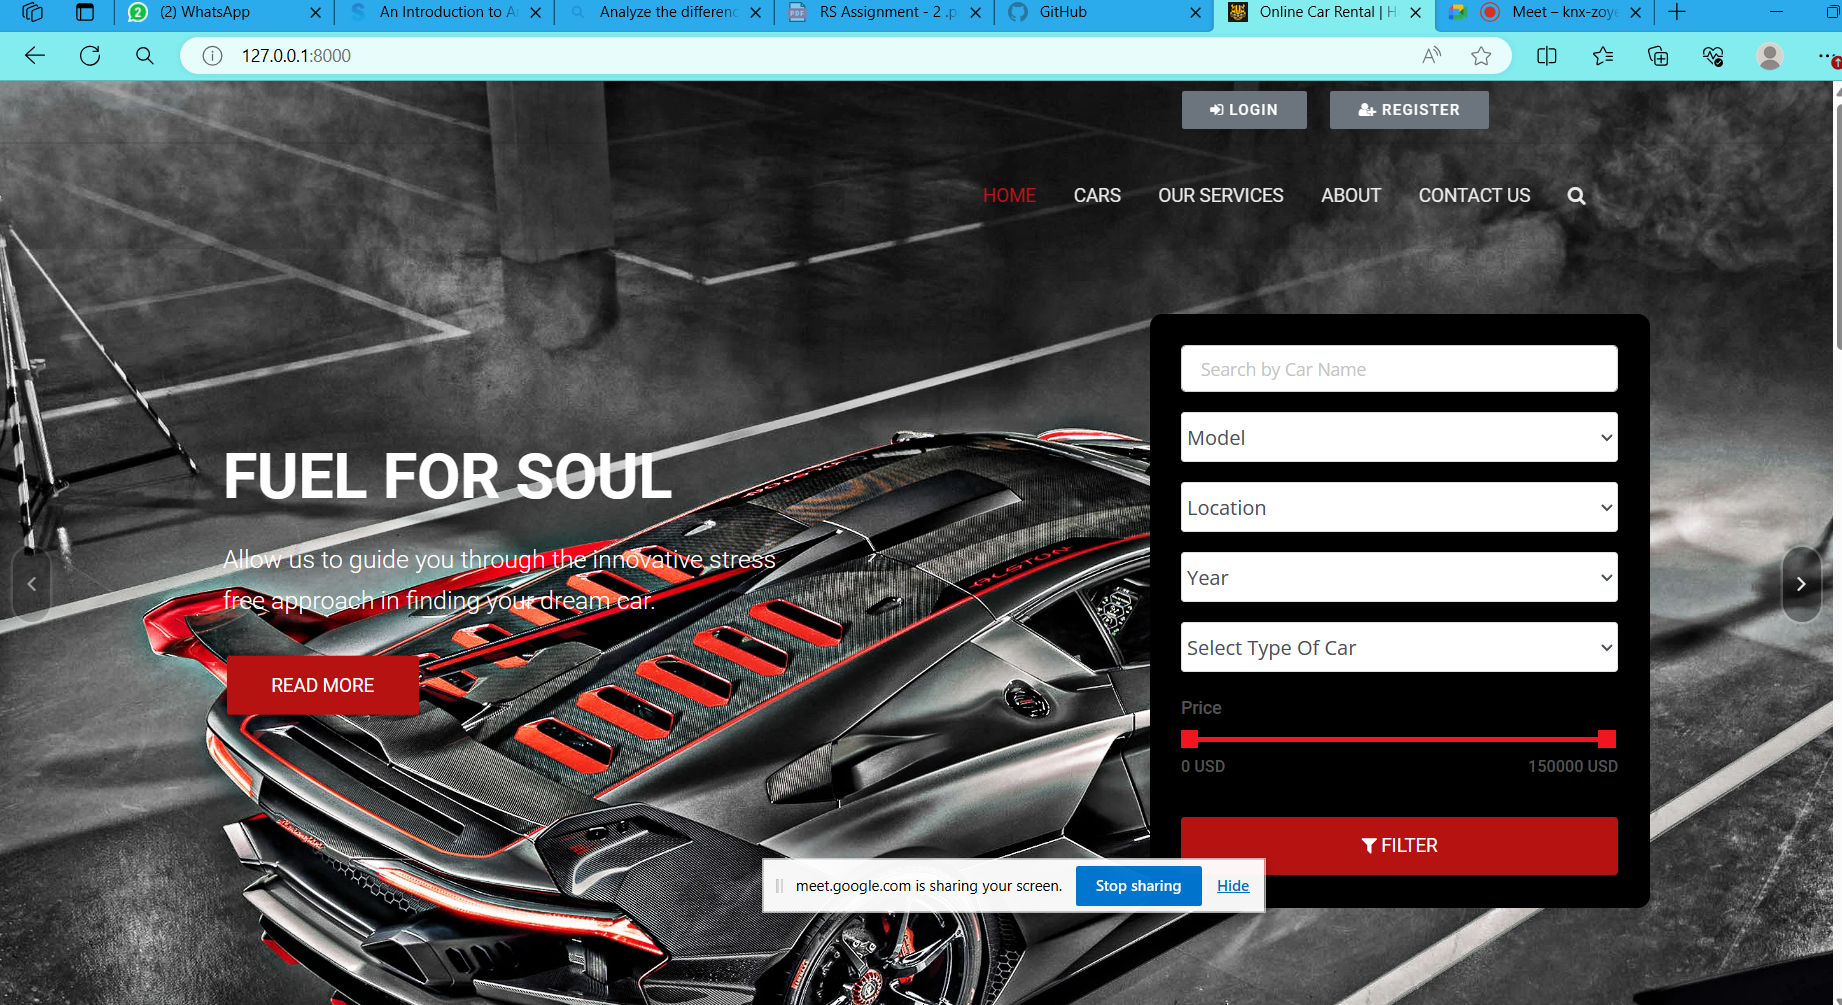 (2) WhatsApp
An Introduction to A
Analyze the differenc
RS Assignment - 2 .p
GitHub
Online Car Rental | H
Meet – knx-zoye
127.0.0.1:8000
LOGIN
REGISTER
HOME
CARS
OUR SERVICES
ABOUT
CONTACT US
Search by Car Name
Model
Location
Year
Select Type Of Car
Price
0 USD
150000 USD
FILTER
FUEL FOR SOUL
Allow us to guide you through the innovative stress
free approach in finding your dream car.
READ MORE
ALSTON
meet.google.com is sharing your screen.
Stop sharing
Hide